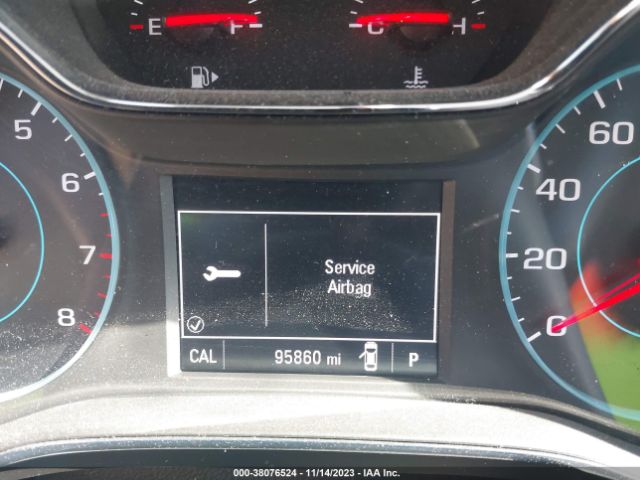 E F C H
5 6 7 8
Service
Airbag
CAL 95860 mi P
60
40
20
0
000-38076524 - 11/14/2023 - IAA Inc.